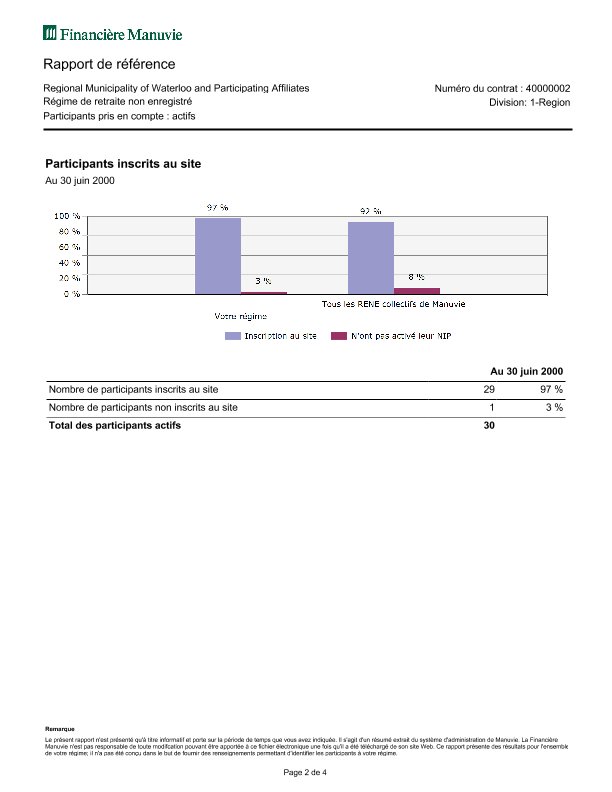 Financière Manuvie
Rapport de référence
Regional Municipality of Waterloo and Participating Affiliates
Numéro du contrat : 40000002
Régime de retraite non enregistré
Division: 1-Region
Participants pris en compte : actifs
Participants inscrits au site
Au 30 juin 2000
97 %
92 %
100 %
80 %
60 %
40 %
20 %
0 %
3 %
8 %
Tous les RENE collectifs de Manuvie
Votre régime
Inscription au site
N'ont pas activé leur NIP
Au 30 juin 2000
Nombre de participants inscrits au site 29 97 %
Nombre de participants non inscrits au site 1 3 %
Total des participants actifs 30
Remarque
Le présent rapport n'est présenté qu'à titre informatif et porte sur la période de temps que vous avez indiquée. Il s'agit d'un résumé extrait du système d'administration de Manuvie. La Financière
Manuvie n'est pas responsable de toute modification pouvant être apportée à ce fichier électronique une fois qu'il a été téléchargé de son site Web. Ce rapport présente des résultats pour l'ensemble
de votre régime; il n'a pas été conçu dans le but de fournir des renseignements permettant d'identifier les participants à votre régime.
Page 2 de 4